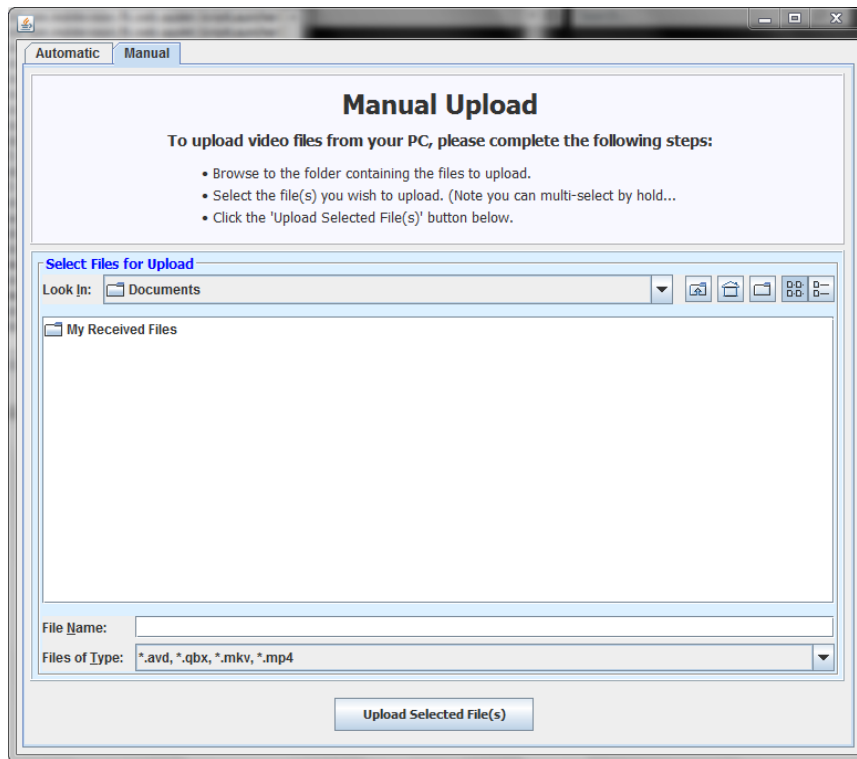 Automatic Manual
Manual Upload
To upload video files from your PC, please complete the following steps:
• Browse to the folder containing the files to upload.
• Select the file(s) you wish to upload. (Note you can multi-select by hold...
• Click the 'Upload Selected File(s)' button below.
Select Files for Upload
Look In: Documents
My Received Files
File Name:
Files of Type: *.avd, *.qbx, *.mkv, *.mp4
Upload Selected File(s)